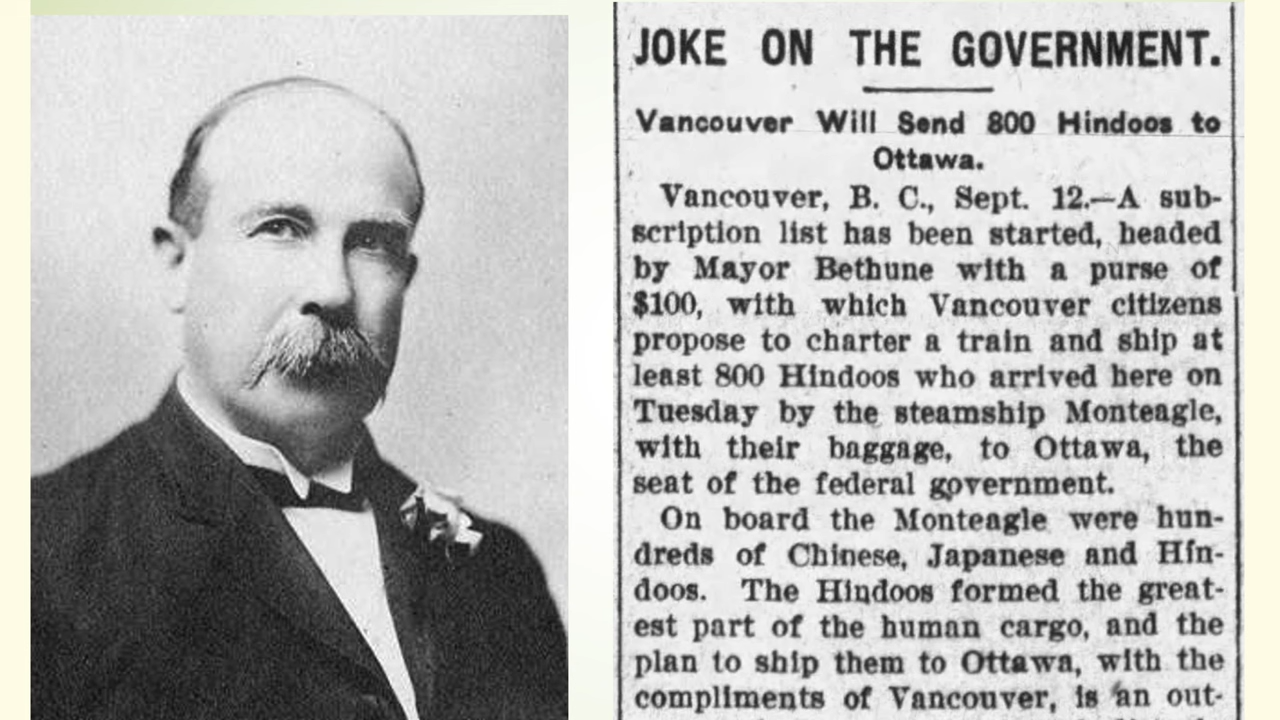 JOKE ON THE GOVERNMENT.
Vancouver Will Send 800 Hindoos to
Ottawa.
Vancouver, B. C., Sept. 12.—A sub-
scription list has been started, headed
by Mayor Bethune with a purse of
$100, with which Vancouver citizens
propose to charter a train and ship at
least 800 Hindoos who arrived here on
Tuesday by the steamship Monteagle,
with their baggage, to Ottawa, the
seat of the federal government.
On board the Monteagle were hun-
dreds of Chinese, Japanese and Hin-
doos. The Hindoos formed the great-
est part of the human cargo, and the
plan to ship them to Ottawa, with the
compliments of Vancouver, is an out-